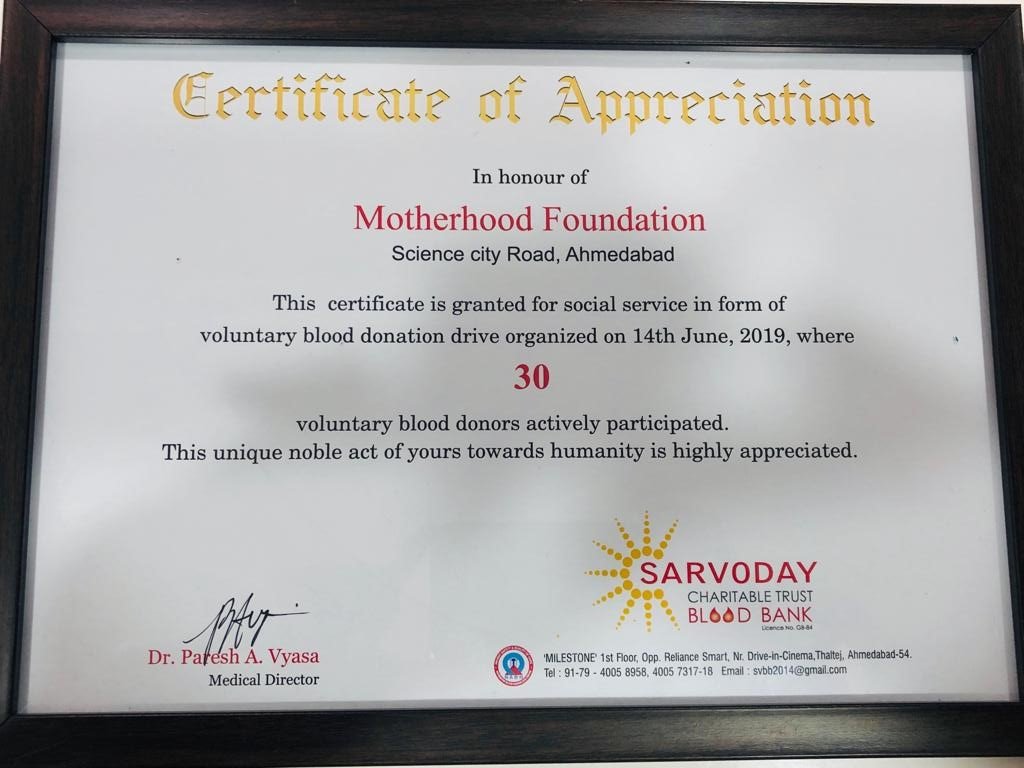 Certificate of Appreciation
In honour of
Motherhood Foundation
Science city Road, Ahmedabad
This certificate is granted for social service in form of
voluntary blood donation drive organized on 14th June, 2019, where
30
voluntary blood donors actively participated.
This unique noble act of yours towards humanity is highly appreciated.
SARVODAY
CHARITABLE TRUST
BLOOD BANK
Licence No. GB-84
Dr. Paresh A. Vyasa
Medical Director
'MILESTONE' 1st Floor, Opp. Reliance Smart, Nr. Drive-in-Cinema,Thaltej, Ahmedabad-54.
Tel : 91-79 - 4005 8958, 4005 7317-18 Email : svbb2014@gmail.com